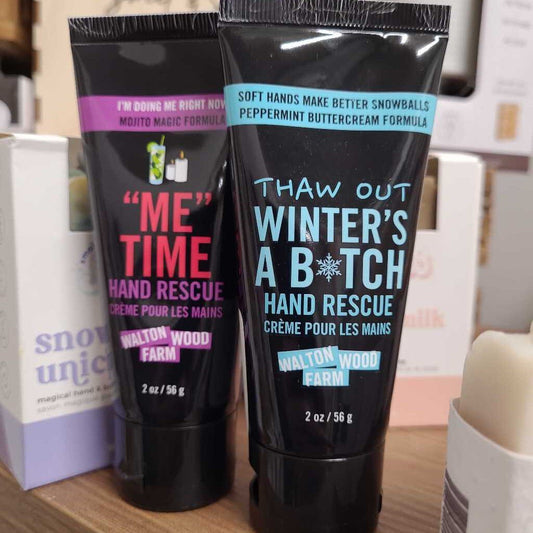 I'M DOING ME RIGHT NOW
MOJITO MAGIC FORMULA
"ME"
TIME
HAND RESCUE
CRÈME POUR LES MAINS
WALTON WOOD
FARM
2 oz / 56 g
SOFT HANDS MAKE BETTER SNOWBALLS
PEPPERMINT BUTTERCREAM FORMULA
THAW OUT
WINTER'S
A B*TCH
HAND RESCUE
CRÈME POUR LES MAINS
WALTON WOOD
FARM
2 oz / 56 g
snow
unic
magical hand &
savon magique
milk